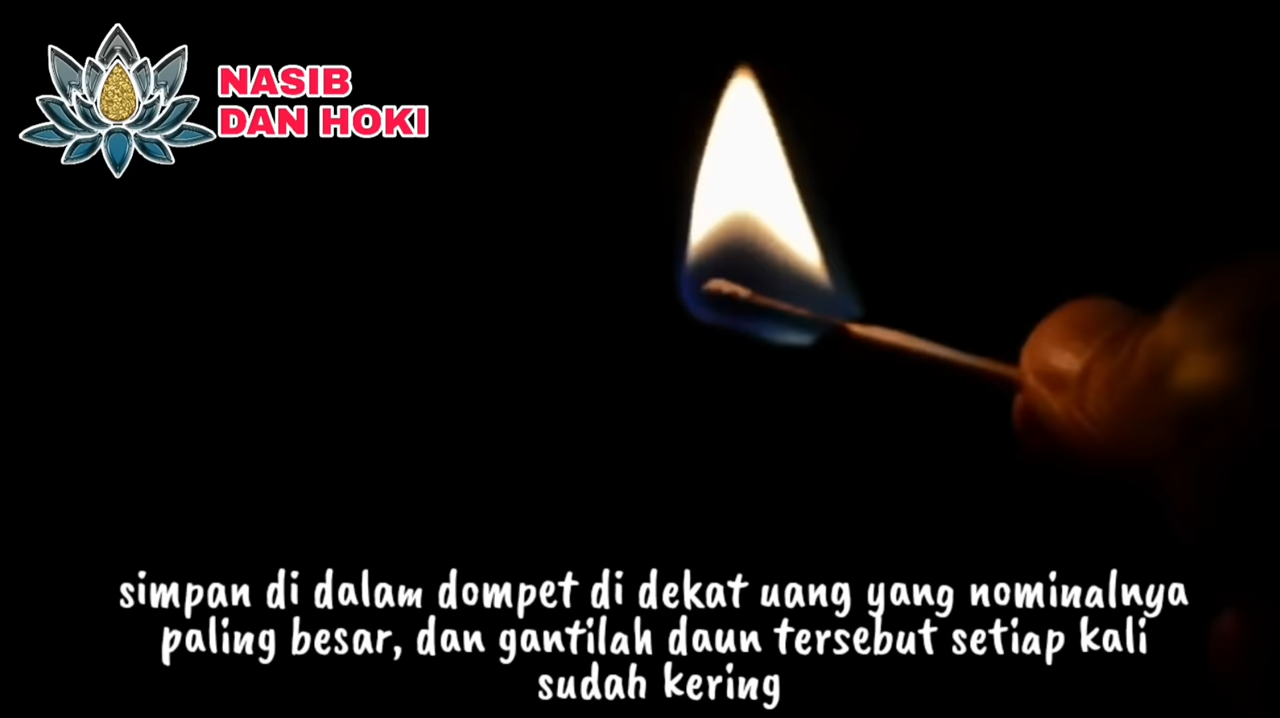 NASIB
DAN HOKI
simpan di dalam dompet di dekat uang yang nominalnya
paling besar, dan gantilah daun tersebut setiap kali
sudah kering